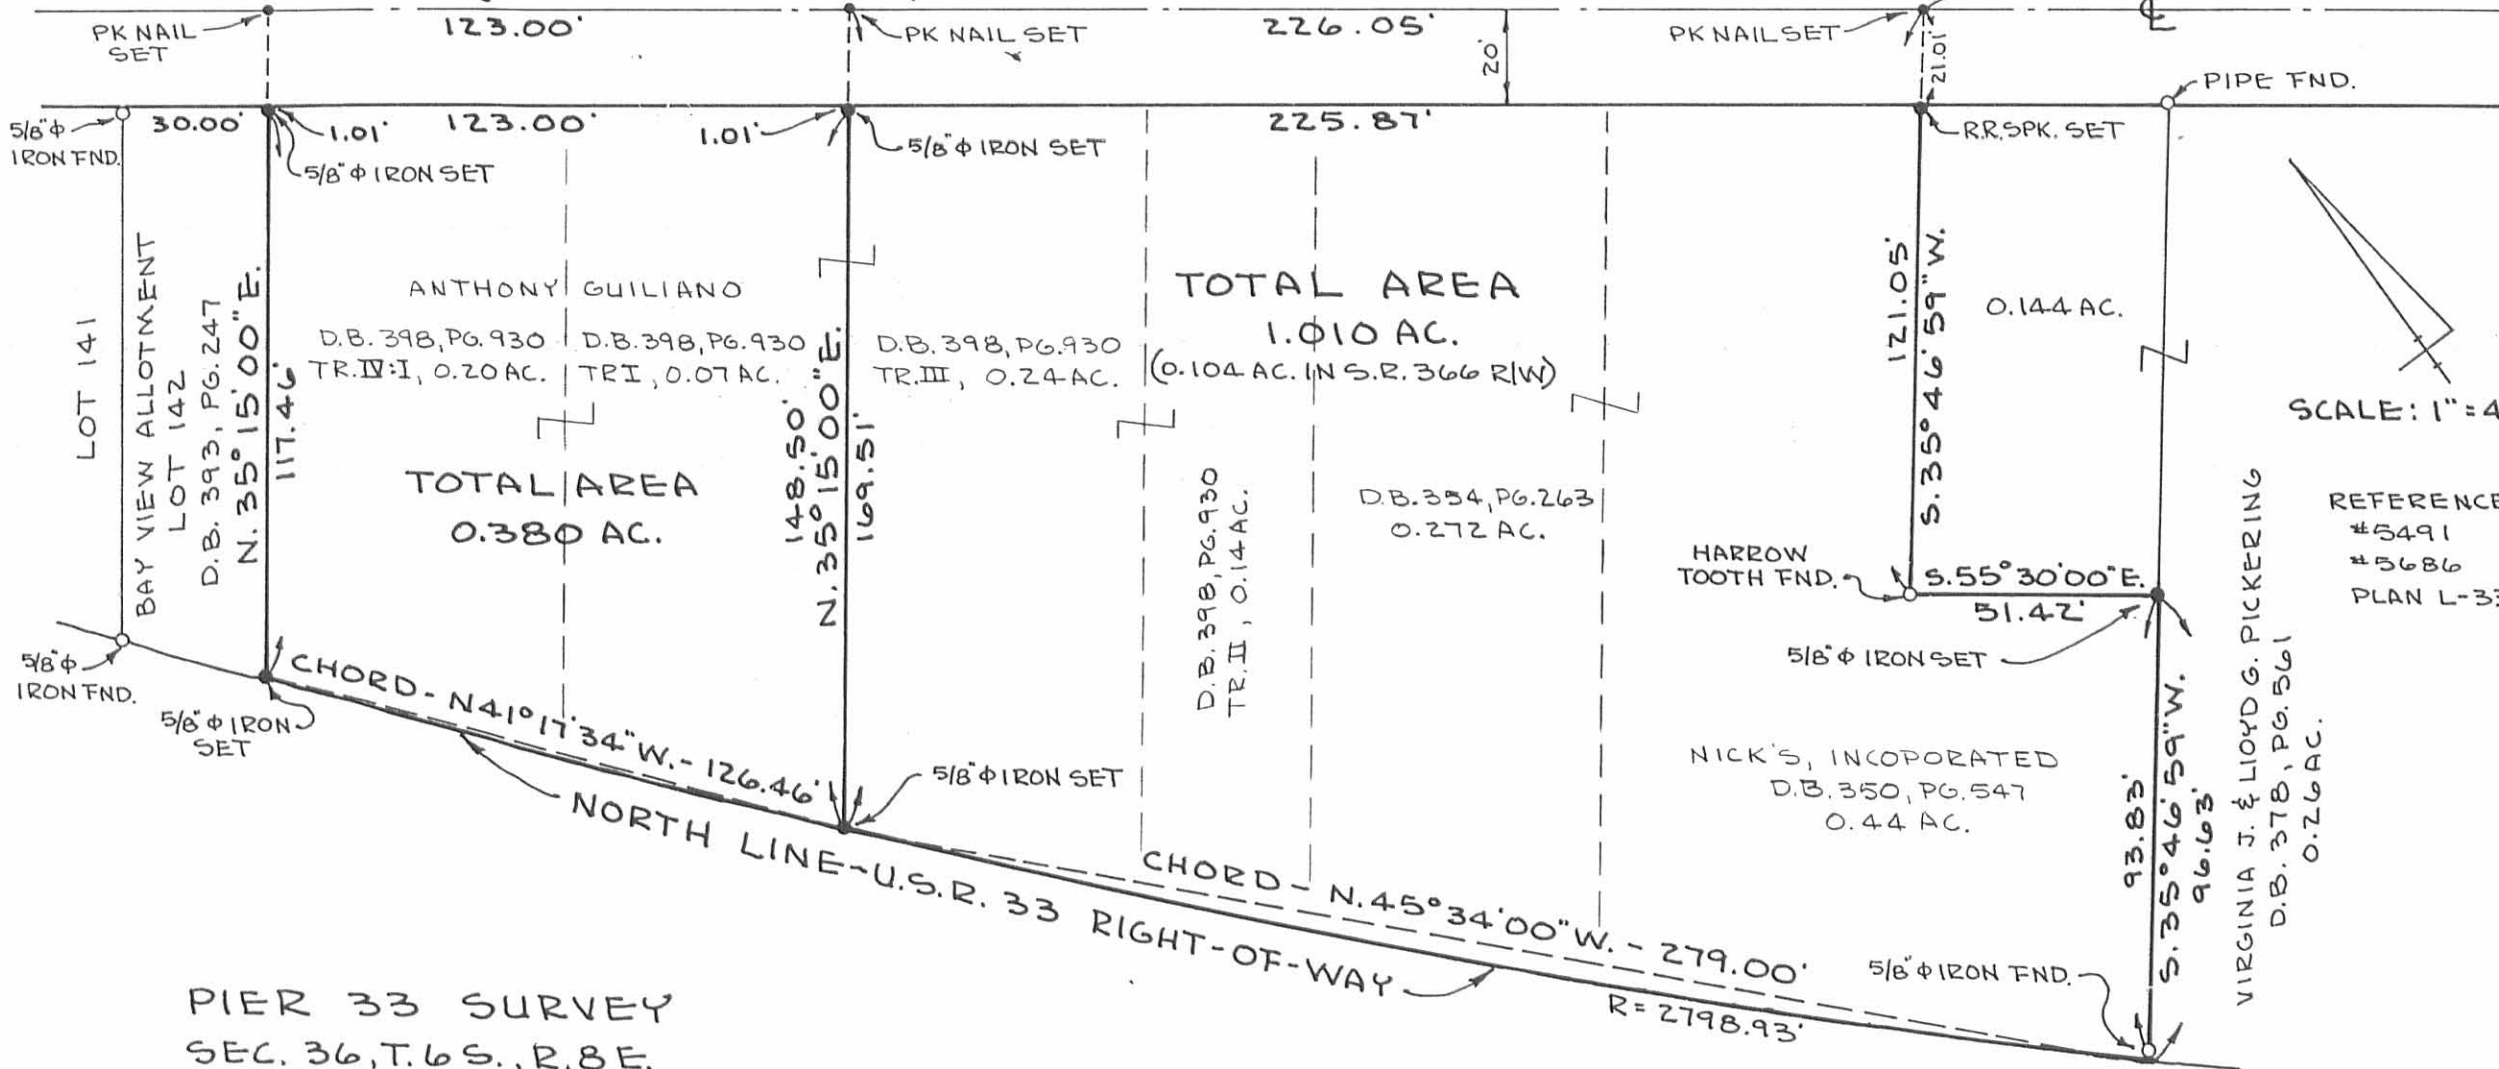 PK NAIL
SET
123.00'
PK NAIL SET
226.05'
20'
PK NAIL SET
21.01'
℄
PIPE FND.
5/8"ϕ
IRON FND.
30.00'
1.01'
123.00'
1.01'
5/8"ϕ IRON SET
225.87'
R.R. SPK. SET
5/8"ϕ IRON SET
LOT 141
BAY VIEW ALLOTMENT
LOT 142
D.B. 393, PG. 247
N. 35° 15' 00" E.
117.46'
ANTHONY GUILIANO
D.B. 398, PG. 930
TR. IV:I, 0.20 AC.
D.B. 398, PG. 930
TR I, 0.07 AC.
TOTAL AREA
0.380 AC.
148.50'
N. 35° 15' 00" E.
169.51'
D.B. 398, PG. 930
TR. III, 0.24 AC.
TOTAL AREA
1.010 AC.
(0.104 AC. IN S.R. 366 R/W)
D.B. 398, PG. 930
TR. II, 0.14 AC.
D.B. 354, PG. 263
0.272 AC.
121.05'
S. 35° 46' 59" W.
0.144 AC.
SCALE: 1" = 4
REFERENCE
#5491
#5686
PLAN L-33
HARROW
TOOTH FND.
S. 55° 30' 00" E.
51.42'
5/8"ϕ IRON SET
NICK'S, INCOPORATED
D.B. 350, PG. 547
0.44 AC.
93.83'
S. 35° 46' 59" W.
96.63'
VIRGINIA J. & LLOYD G. PICKERING
D.B. 378, PG. 561
0.26 AC.
5/8"ϕ
IRON FND.
5/8"ϕ IRON
SET
CHORD - N 41° 17' 34" W. - 126.46'
5/8"ϕ IRON SET
NORTH LINE - U.S.R. 33 RIGHT-OF-WAY
CHORD - N. 45° 34' 00" W. - 279.00'
R = 2798.93'
5/8"ϕ IRON FND.
PIER 33 SURVEY
SEC. 36, T. 6 S., R. 8 E.